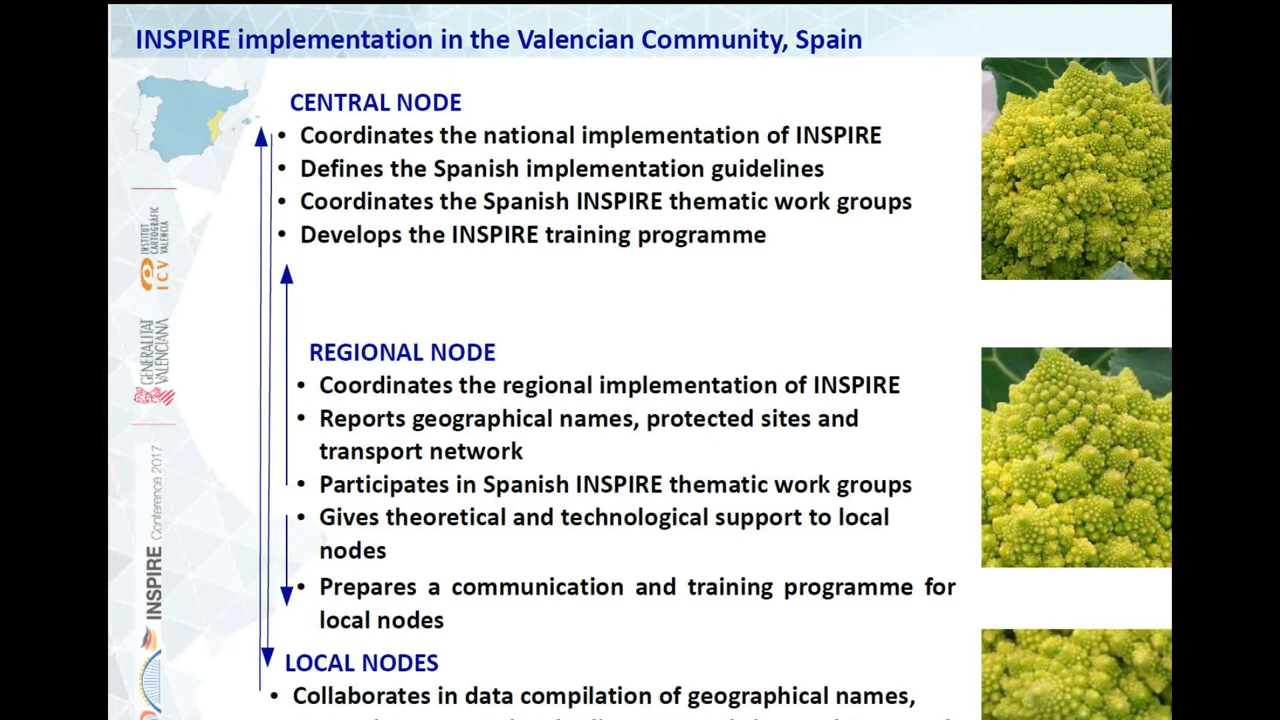 INSPIRE implementation in the Valencian Community, Spain
CENTRAL NODE
• Coordinates the national implementation of INSPIRE
• Defines the Spanish implementation guidelines
• Coordinates the Spanish INSPIRE thematic work groups
• Develops the INSPIRE training programme
REGIONAL NODE
• Coordinates the regional implementation of INSPIRE
• Reports geographical names, protected sites and
transport network
• Participates in Spanish INSPIRE thematic work groups
• Gives theoretical and technological support to local
nodes
• Prepares a communication and training programme for
local nodes
LOCAL NODES
• Collaborates in data compilation of geographical names,
INSTITUT
CARTOGRÀFIC
VALENCIÀ
ICV
GENERALITAT
VALENCIANA
INSPIRE Conference 2017